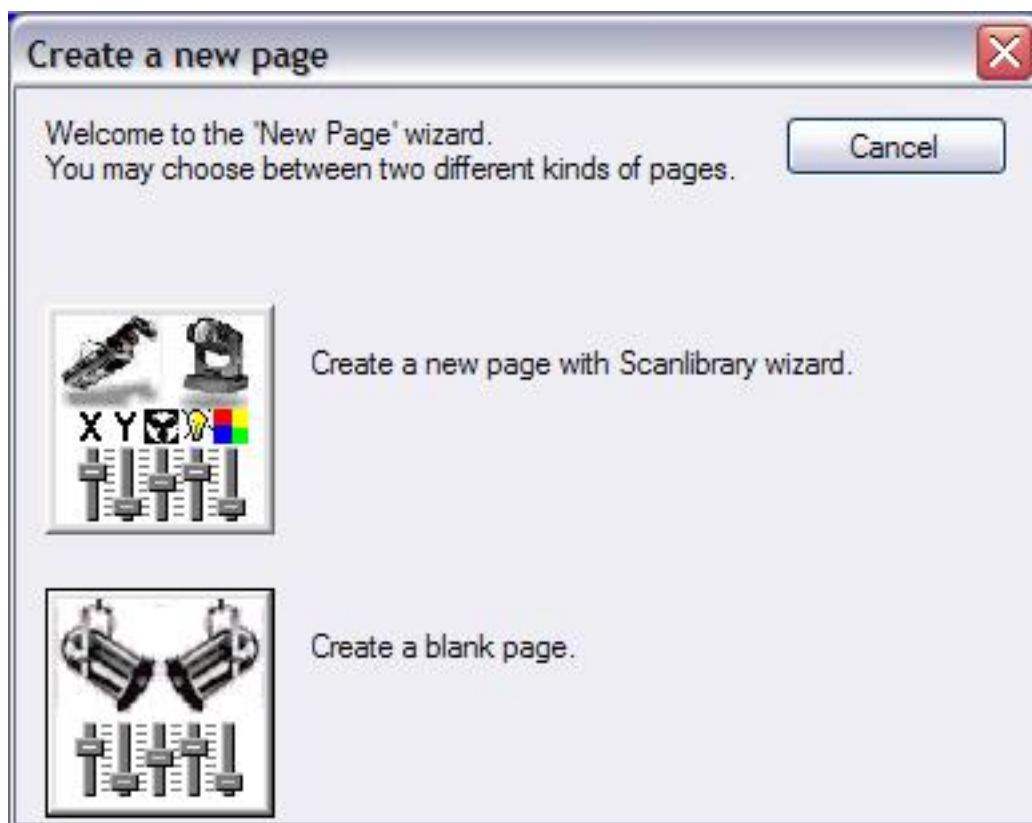 Create a new page
Welcome to the "New Page" wizard.
Cancel
You may choose between two different kinds of pages.
Create a new page with Scanlibrary wizard.
X Y
Create a blank page.